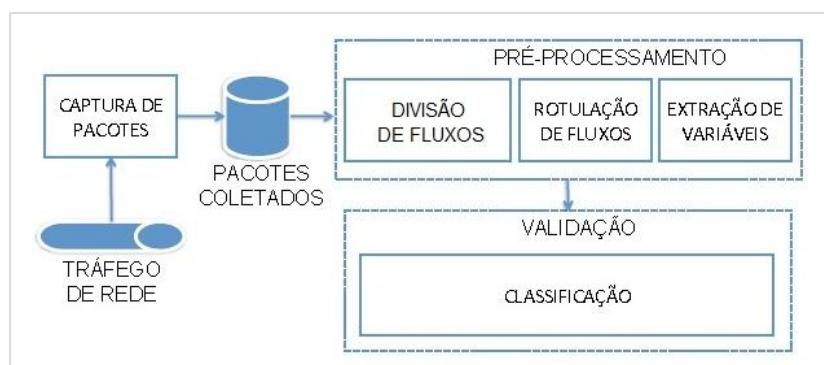 PRÉ-PROCESSAMENTO
CAPTURA DE
PACOTES
DIVISÃO
DE FLUXOS
ROTULAÇÃO
DE FLUXOS
EXTRAÇÃO DE
VARIÁVEIS
PACOTES
COLETADOS
TRÁFEGO
DE REDE
VALIDAÇÃO
CLASSIFICAÇÃO